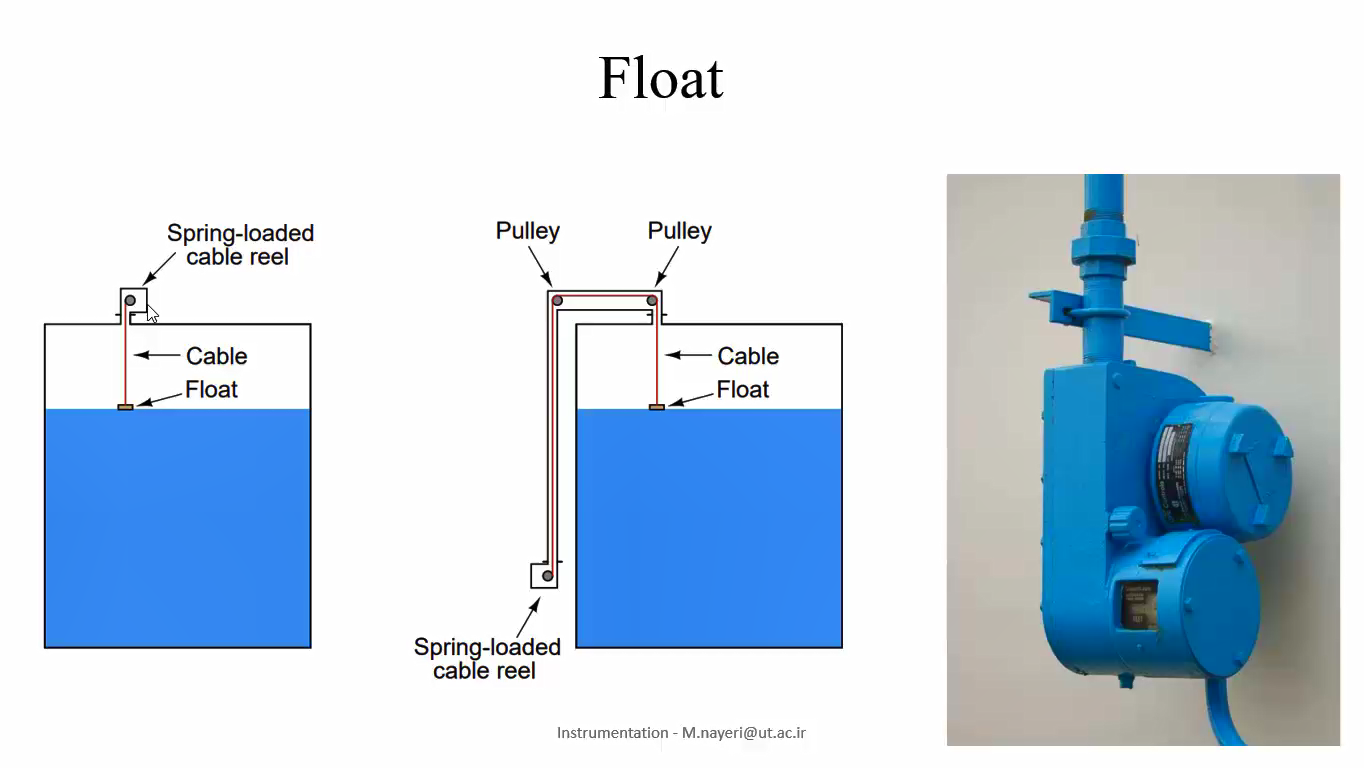 Float
Spring-loaded
cable reel
Cable
Float
Pulley
Pulley
Cable
Float
Spring-loaded
cable reel
Instrumentation - M.nayeri@ut.ac.ir